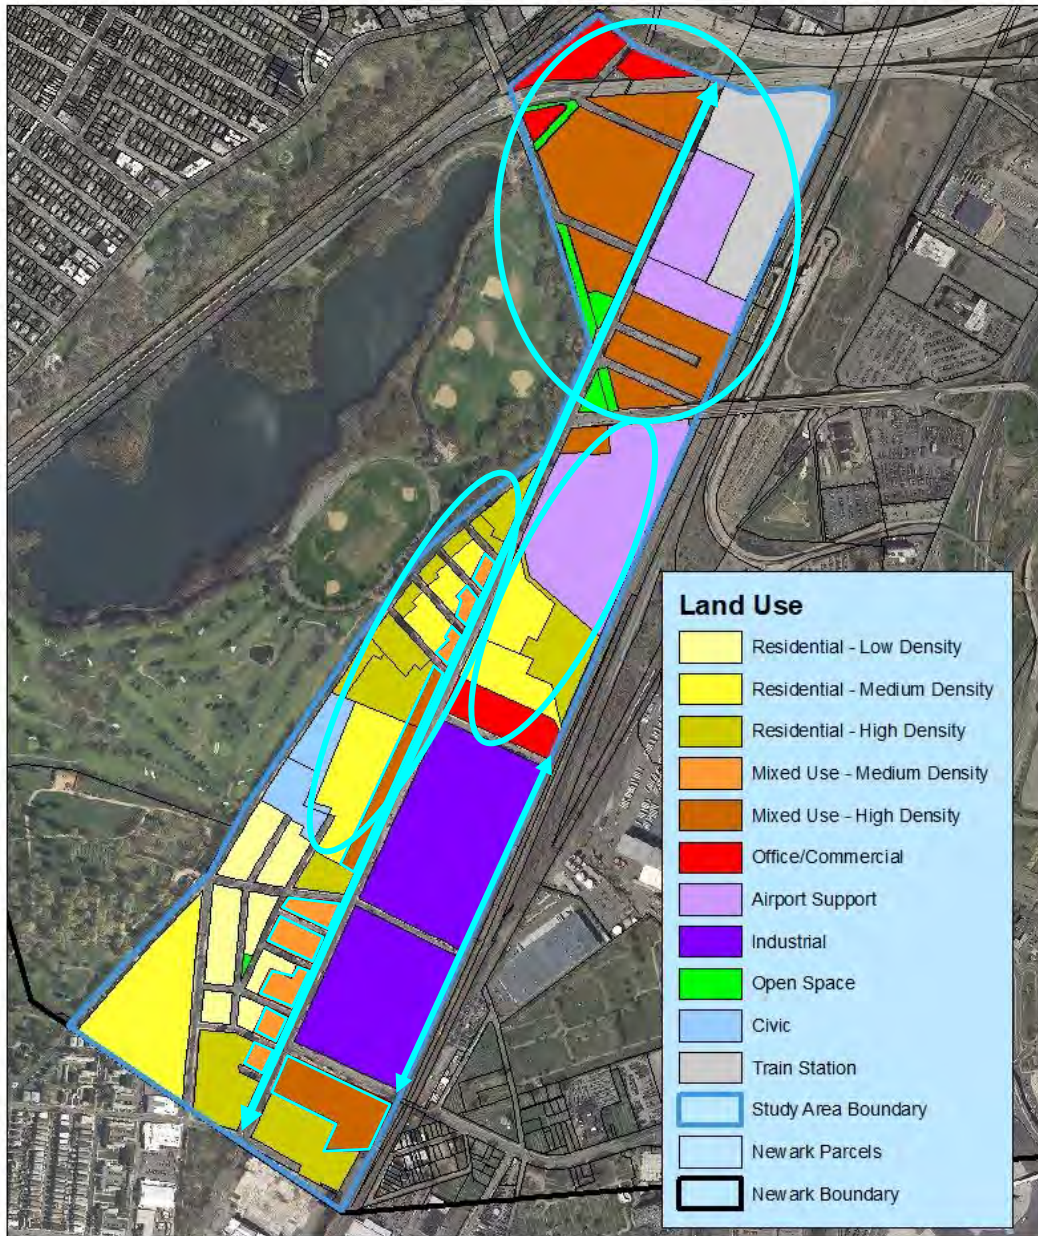 Land Use
Residential - Low Density
Residential - Medium Density
Residential - High Density
Mixed Use - Medium Density
Mixed Use - High Density
Office/Commercial
Airport Support
Industrial
Open Space
Civic
Train Station
Study Area Boundary
Newark Parcels
Newark Boundary